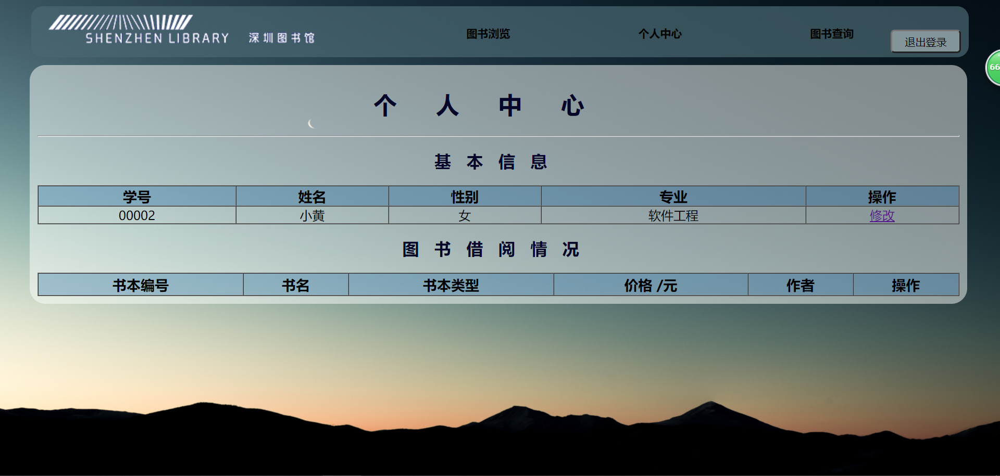 SHENZHEN LIBRARY 深圳图书馆
图书浏览 个人中心 图书查询 退出登录
66
个人中心
基本信息
学号 姓名 性别 专业 操作
00002 小黄 女 软件工程 修改
图书借阅情况
书本编号 书名 书本类型 价格 /元 作者 操作